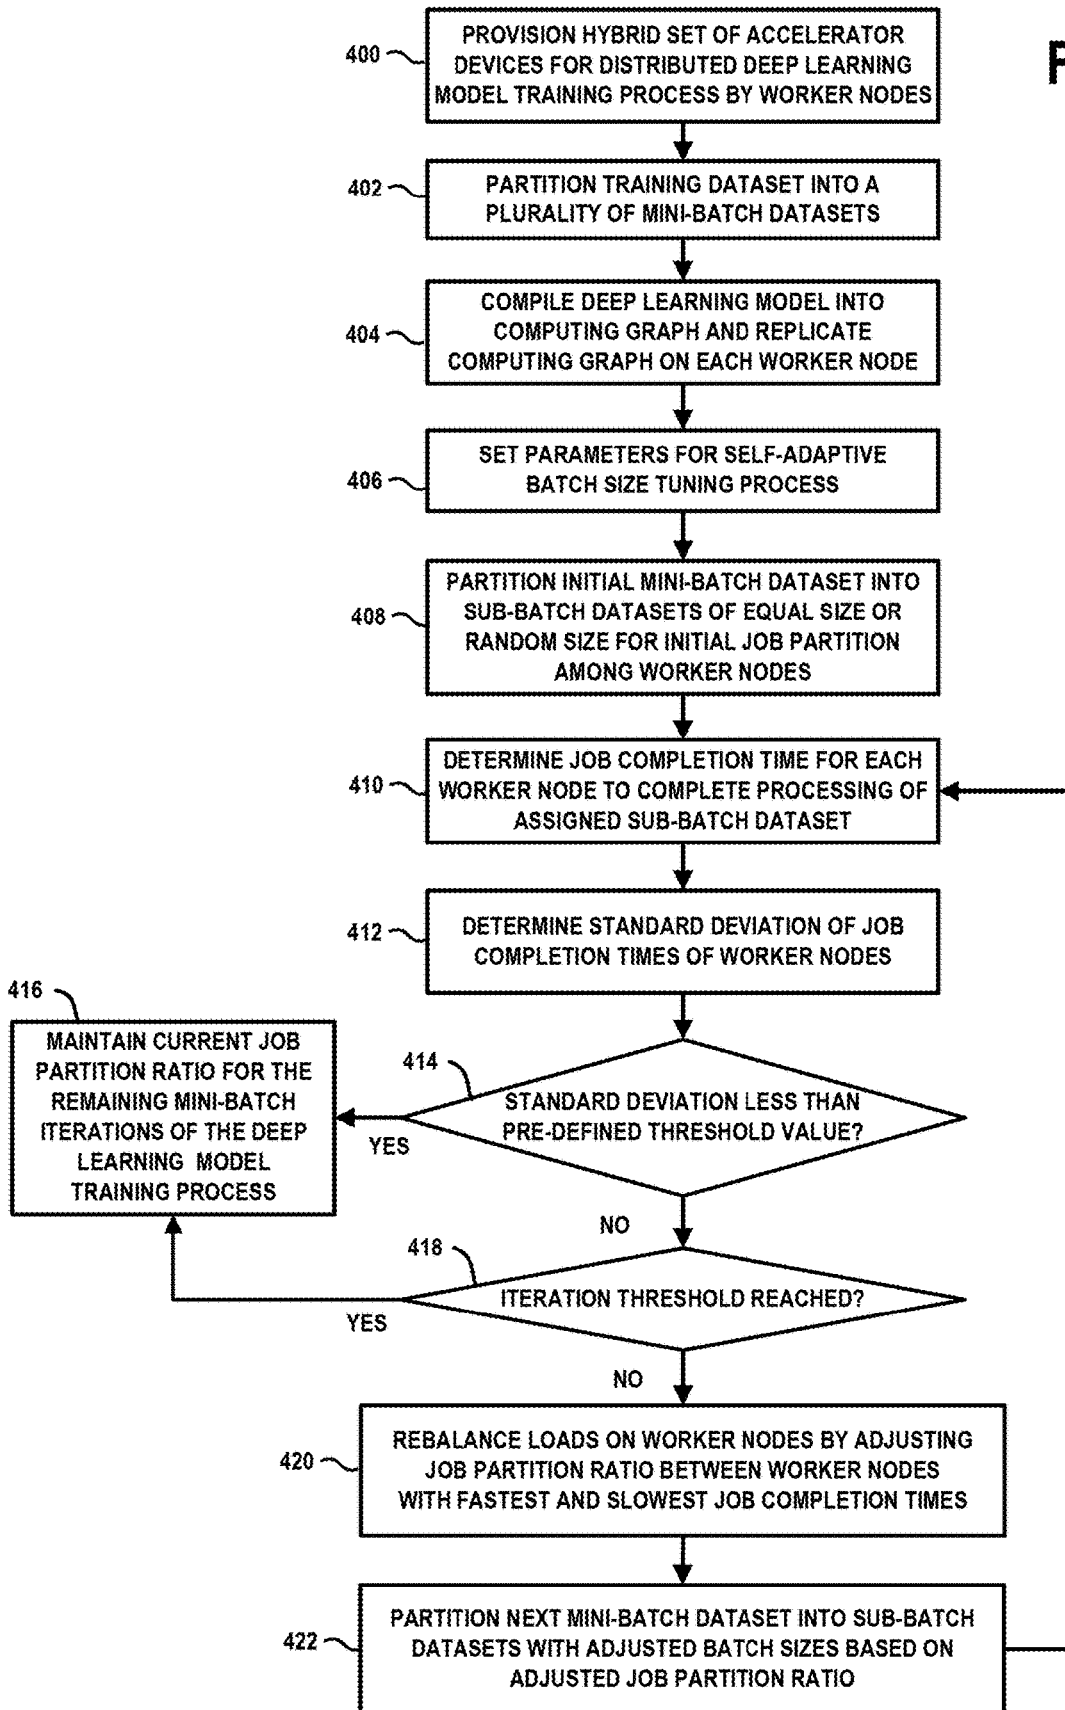 400
PROVISION HYBRID SET OF ACCELERATOR
DEVICES FOR DISTRIBUTED DEEP LEARNING
MODEL TRAINING PROCESS BY WORKER NODES
F
402
PARTITION TRAINING DATASET INTO A
PLURALITY OF MINI-BATCH DATASETS
404
COMPILE DEEP LEARNING MODEL INTO
COMPUTING GRAPH AND REPLICATE
COMPUTING GRAPH ON EACH WORKER NODE
406
SET PARAMETERS FOR SELF-ADAPTIVE
BATCH SIZE TUNING PROCESS
408
PARTITION INITIAL MINI-BATCH DATASET INTO
SUB-BATCH DATASETS OF EQUAL SIZE OR
RANDOM SIZE FOR INITIAL JOB PARTITION
AMONG WORKER NODES
410
DETERMINE JOB COMPLETION TIME FOR EACH
WORKER NODE TO COMPLETE PROCESSING OF
ASSIGNED SUB-BATCH DATASET
412
DETERMINE STANDARD DEVIATION OF JOB
COMPLETION TIMES OF WORKER NODES
416
MAINTAIN CURRENT JOB
PARTITION RATIO FOR THE
REMAINING MINI-BATCH
ITERATIONS OF THE DEEP
LEARNING MODEL
TRAINING PROCESS
414
STANDARD DEVIATION LESS THAN
PRE-DEFINED THRESHOLD VALUE?
YES
NO
418
ITERATION THRESHOLD REACHED?
YES
NO
420
REBALANCE LOADS ON WORKER NODES BY ADJUSTING
JOB PARTITION RATIO BETWEEN WORKER NODES
WITH FASTEST AND SLOWEST JOB COMPLETION TIMES
422
PARTITION NEXT MINI-BATCH DATASET INTO SUB-BATCH
DATASETS WITH ADJUSTED BATCH SIZES BASED ON
ADJUSTED JOB PARTITION RATIO